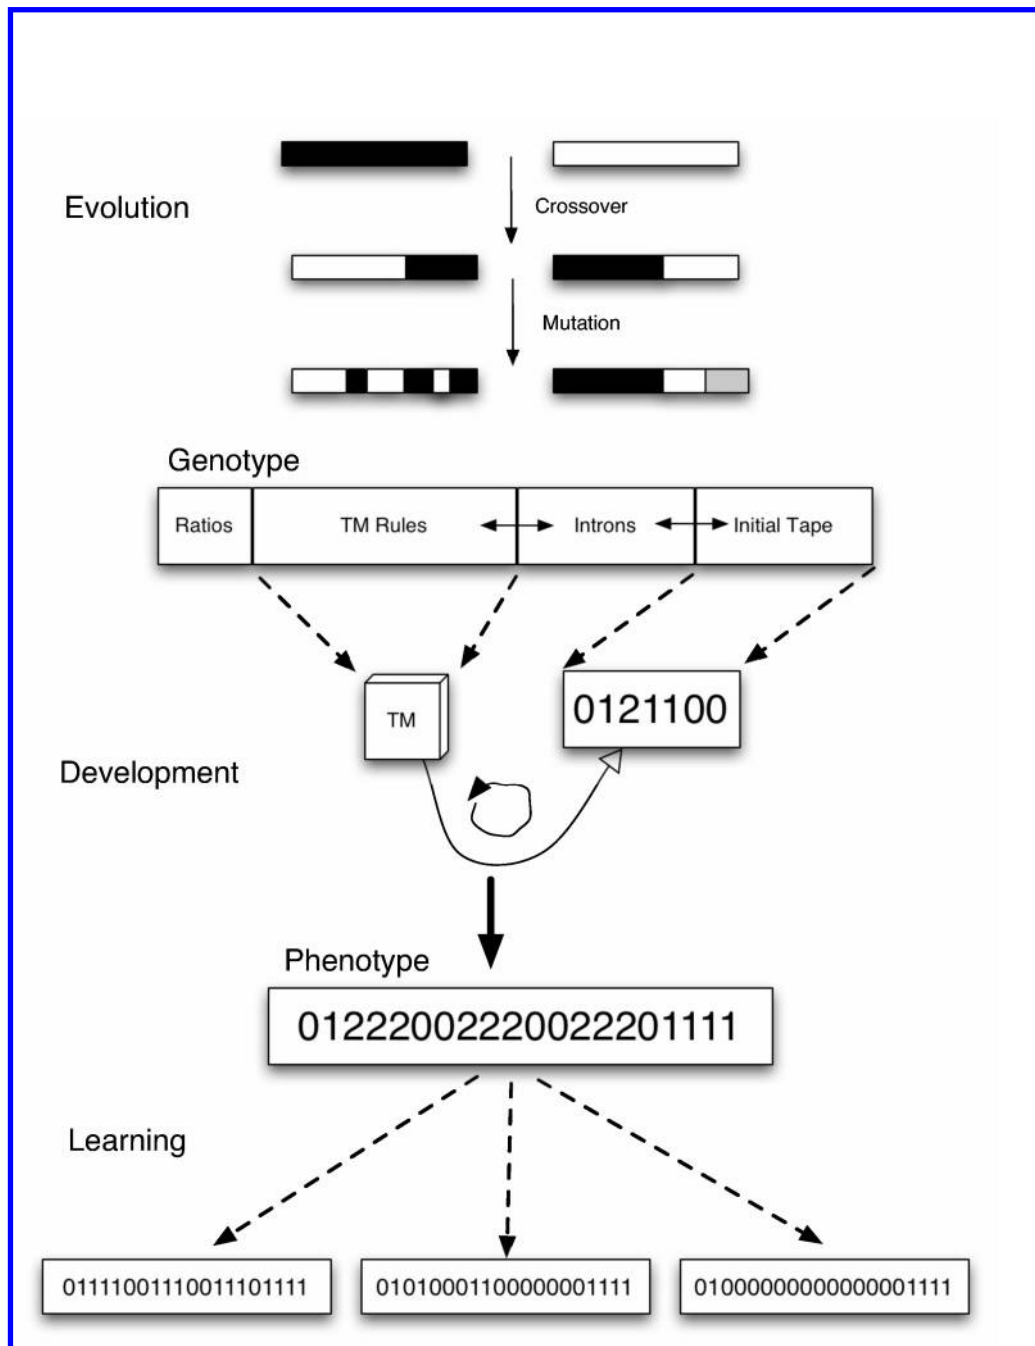 Evolution
Crossover
Mutation
Genotype
Ratios TM Rules Introns Initial Tape
TM 0121100
Development
Phenotype
01222002220022201111
Learning
01111001110011101111 01010001100000001111 01000000000000001111